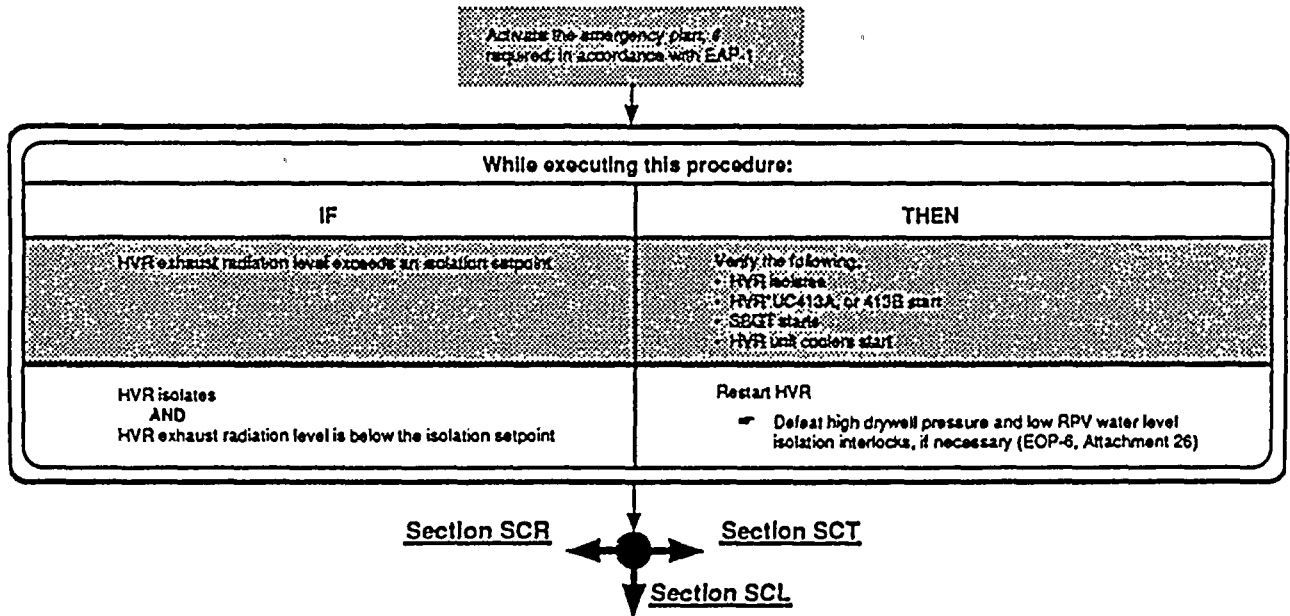 Activate the emergency plan, if
required, in accordance with EAP-1
While executing this procedure:
IF
THEN
HVR exhaust radiation level exceeds an isolation setpoint
Verify the following:
• HVR isolates
• HVR*UC413A, or 413B start
• SBGT starts
• HVR unit coolers start
HVR isolates
AND
HVR exhaust radiation level is below the isolation setpoint
Restart HVR
☛ Defeat high drywell pressure and low RPV water level
isolation interlocks, if necessary (EOP-6, Attachment 26)
Section SCR
Section SCT
Section SCL